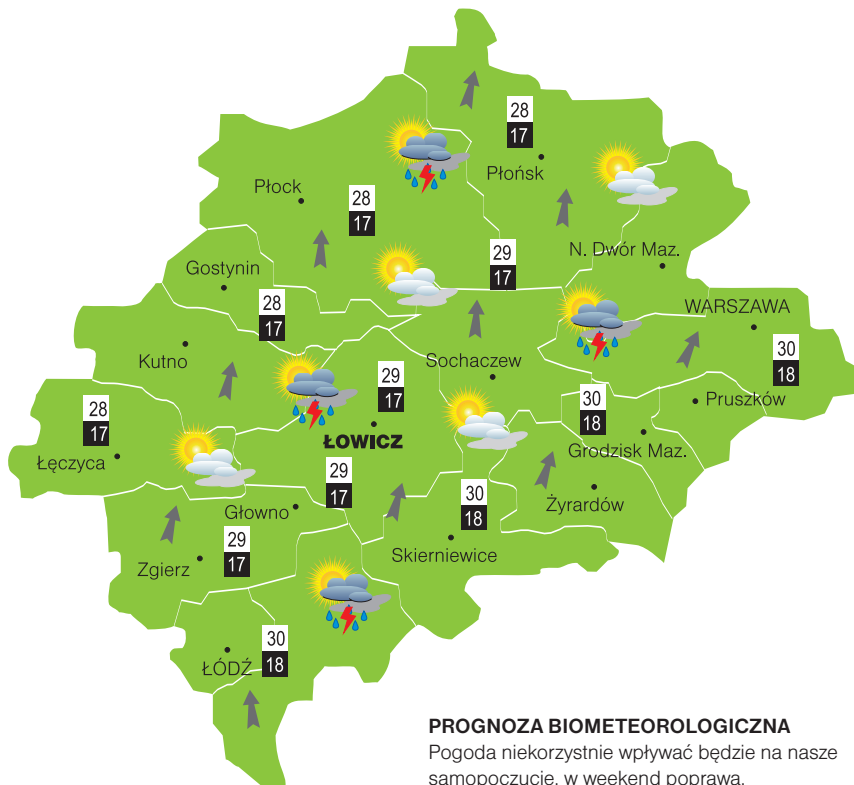 28
17
Płońsk
Płock
28
17
29
17
N. Dwór Maz.
Gostynin
28
17
WARSZAWA
Kutno
Sochaczew
30
18
29
17
Pruszków
28
17
30
18
ŁOWICZ
Grodzisk Maz.
Łęczyca
29
17
Żyrardów
30
18
Głowno
29
17
Skierniewice
Zgierz
30
18
ŁÓDŹ
PROGNOZA BIOMETEOROLOGICZNA
Pogoda niekorzystnie wpływać będzie na nasze
samopoczucie, w weekend poprawa.